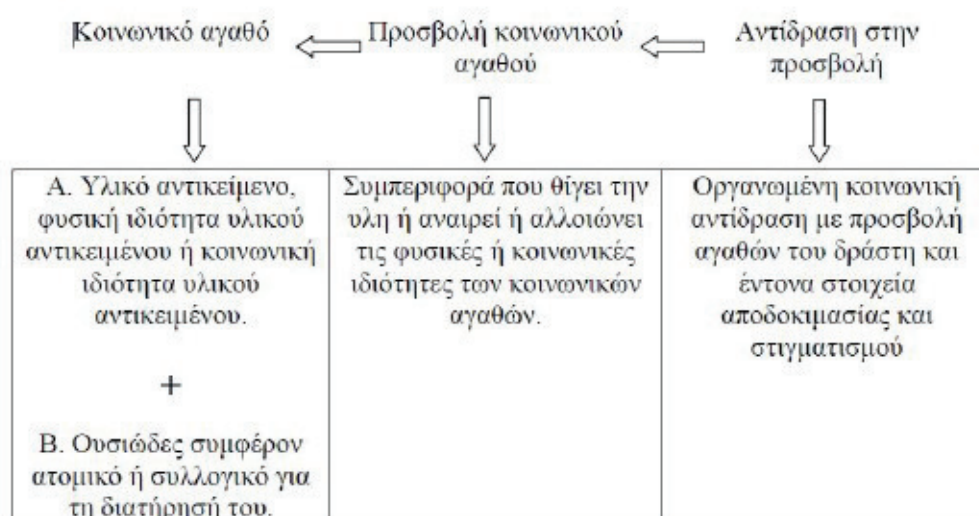 Κοινωνικό αγαθό
Προσβολή κοινωνικού
αγαθού
Αντίδραση στην
προσβολή
Α. Υλικό αντικείμενο,
φυσική ιδιότητα υλικού
αντικειμένου ή κοινωνική
ιδιότητα υλικού
αντικειμένου.
+
Β. Ουσιώδες συμφέρον
ατομικό ή συλλογικό για
τη διατήρησή του.
Συμπεριφορά που θίγει την
υλη ή αναιρεί ή αλλοιώνει
τις φυσικές ή κοινωνικές
ιδιότητες των κοινωνικών
αγαθών.
Οργανωμένη κοινωνική
αντίδραση με προσβολή
αγαθών του δράστη και
έντονα στοιχεία
αποδοκιμασίας και
στιγματισμού